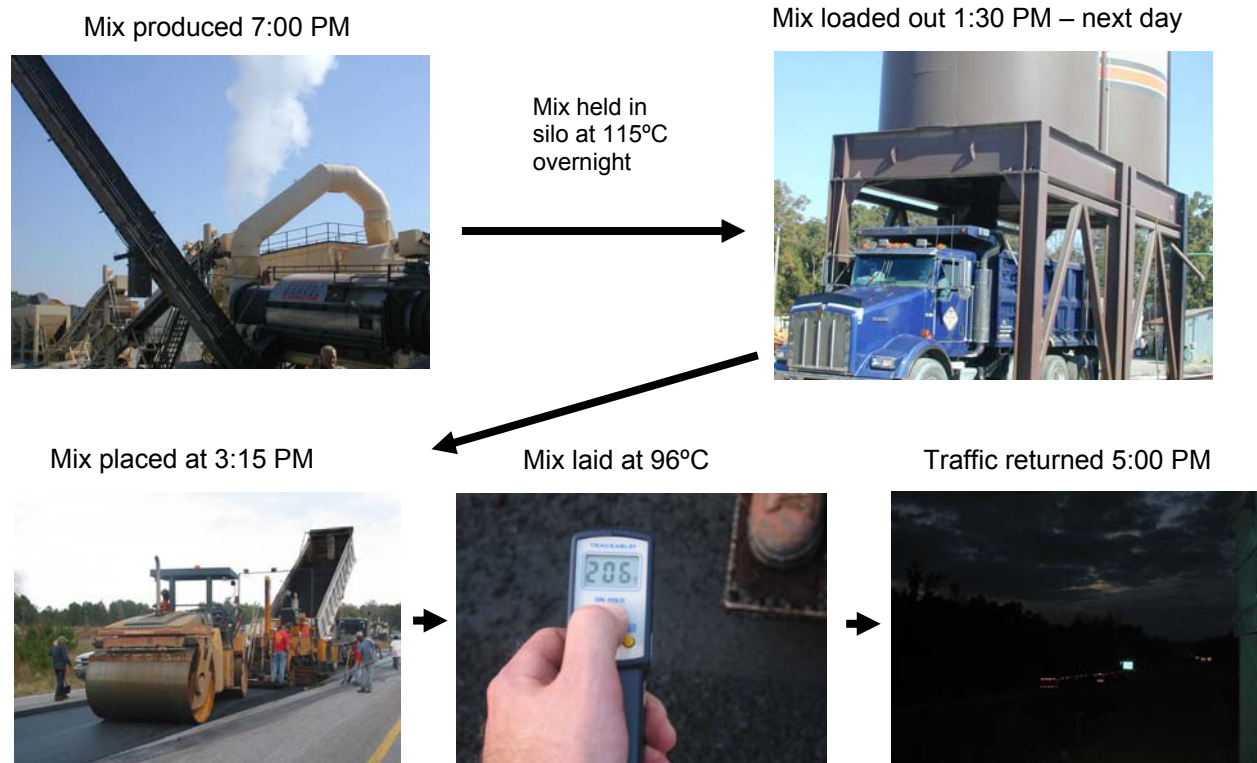 Mix produced 7:00 PM
Mix loaded out 1:30 PM – next day
Mix held in
silo at 115ºC
overnight
Mix placed at 3:15 PM
Mix laid at 96ºC
Traffic returned 5:00 PM
TRACEABLE®
206